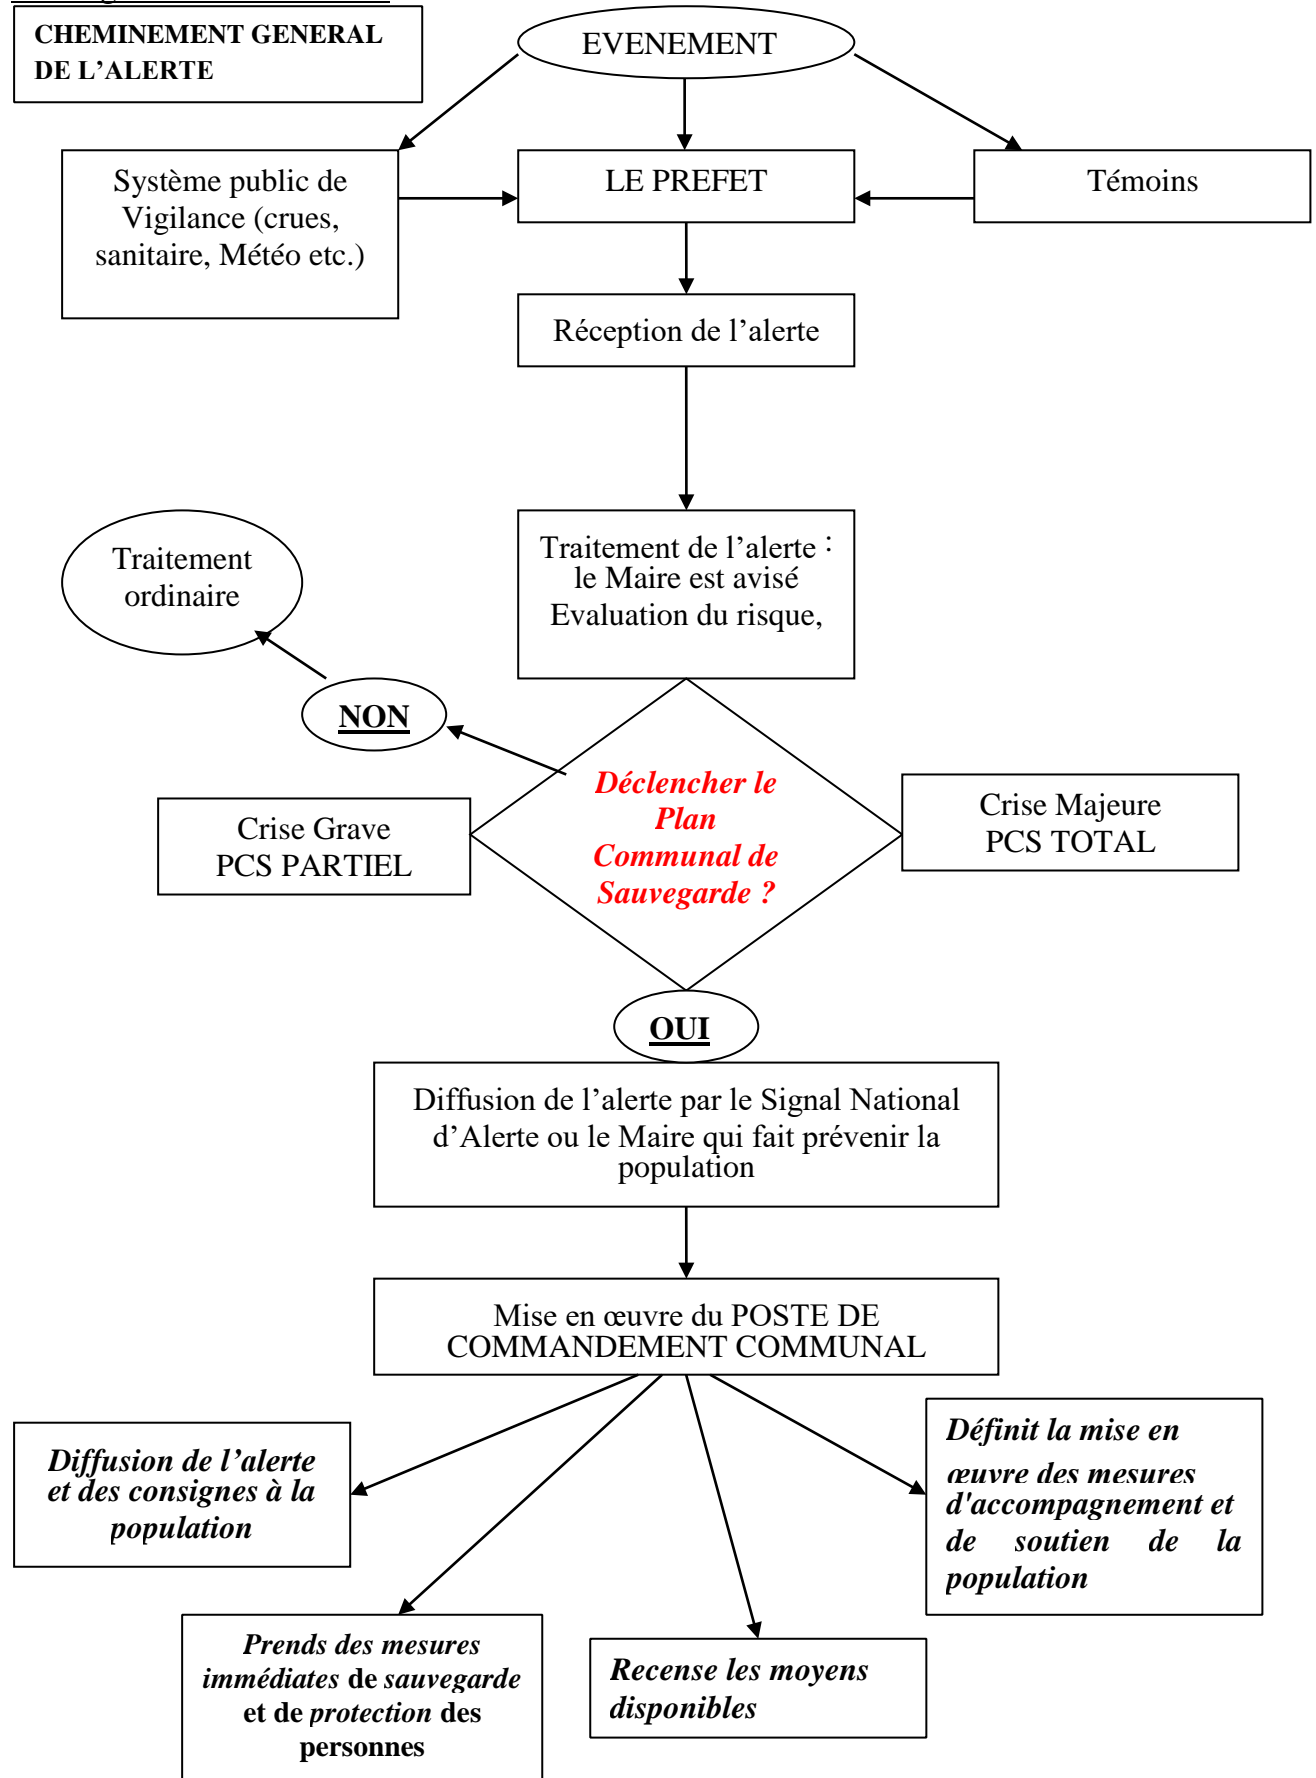 CHEMINEMENT GENERAL
DE L’ALERTE
EVENEMENT
Système public de
Vigilance (crues,
sanitaire, Météo etc.)
LE PREFET
Témoins
Réception de l’alerte
Traitement de l’alerte :
le Maire est avisé
Evaluation du risque,
Traitement
ordinaire
NON
Déclencher le
Plan
Communal de
Sauvegarde ?
Crise Grave
PCS PARTIEL
Crise Majeure
PCS TOTAL
OUI
Diffusion de l’alerte par le Signal National
d’Alerte ou le Maire qui fait prévenir la
population
Mise en œuvre du POSTE DE
COMMANDEMENT COMMUNAL
Diffusion de l’alerte
et des consignes à la
population
Définit la mise en
œuvre des mesures
d'accompagnement et
de soutien de la
population
Prends des mesures
immédiates de sauvegarde
et de protection des
personnes
Recense les moyens
disponibles